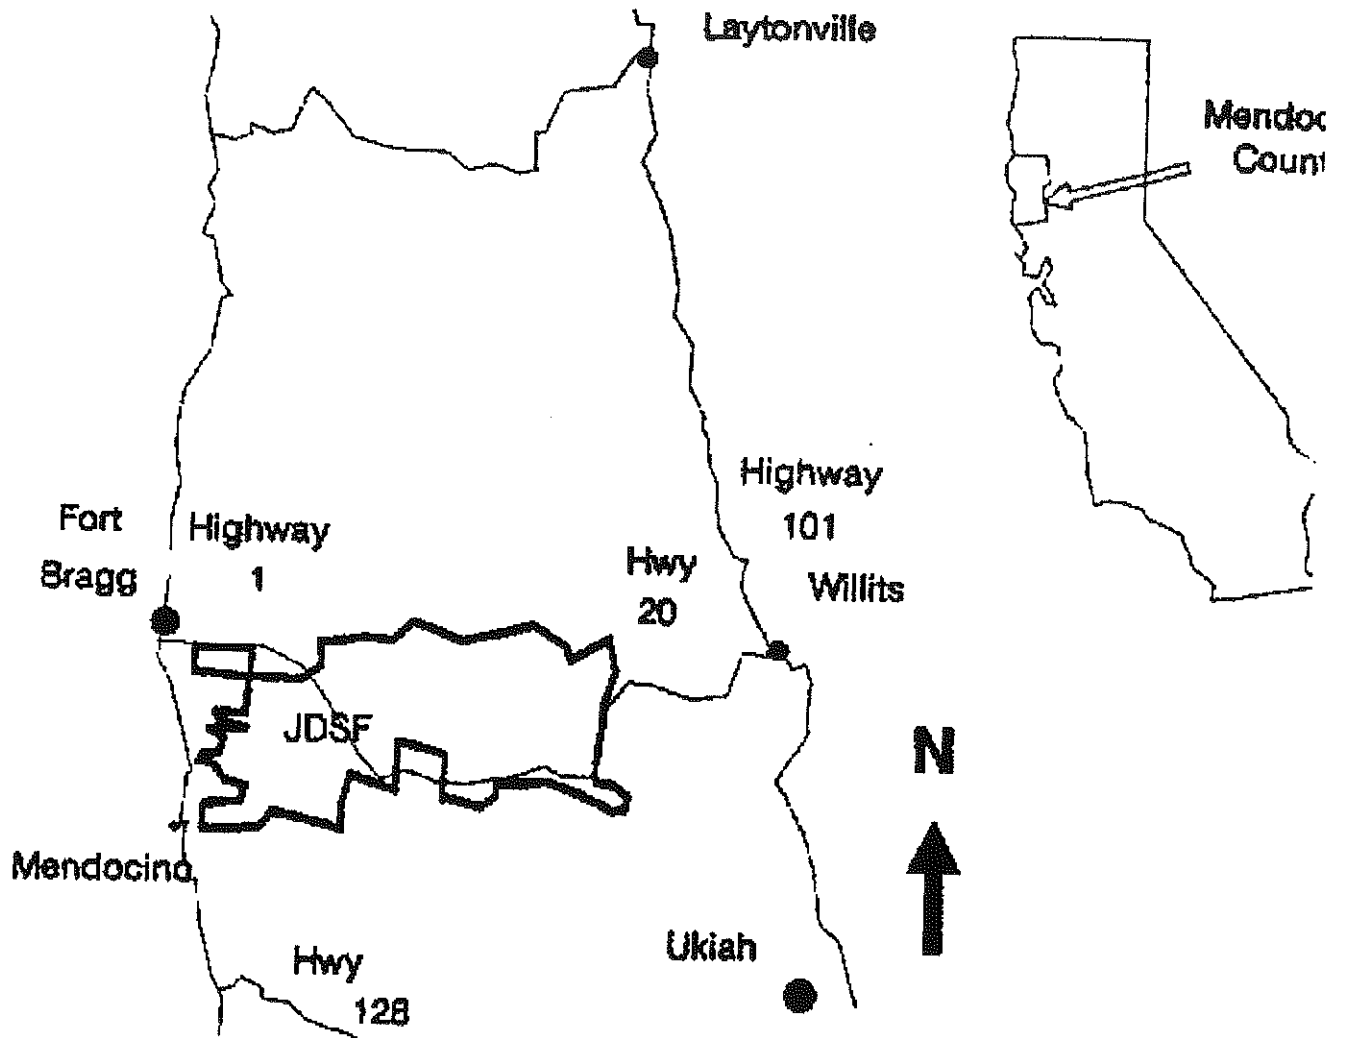 Laytonville
Mendoc
Count
Highway
101
Fort
Bragg
Highway
1
Hwy
20
Willits
JDSF
N
Mendocino
Ukiah
Hwy
128